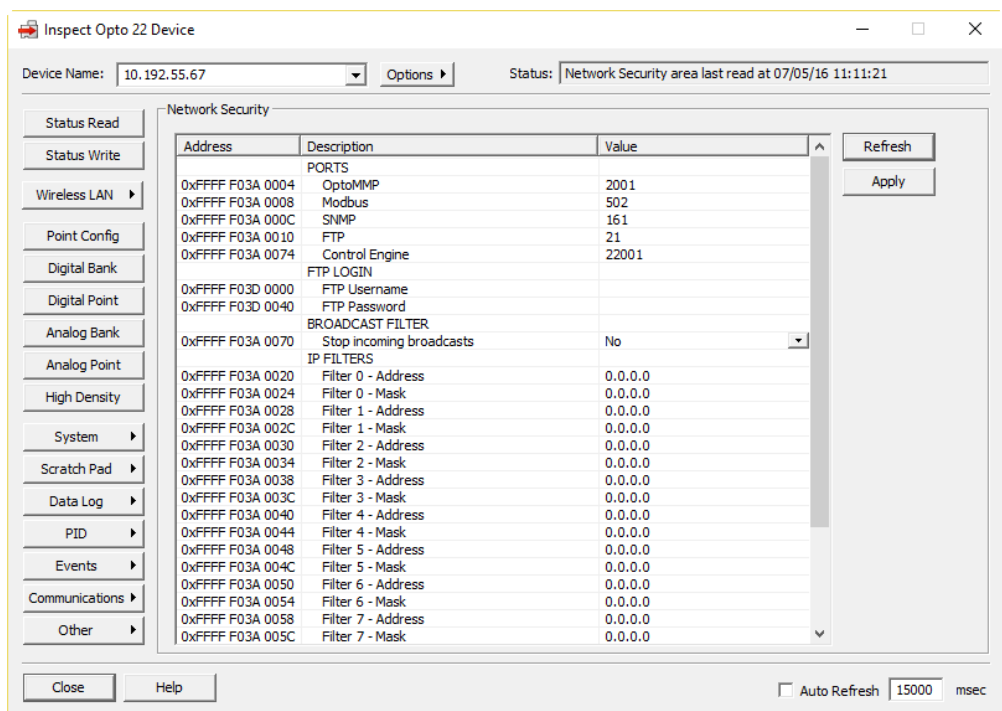 Inspect Opto 22 Device
Device Name: 10.192.55.67 Options Status: Network Security area last read at 07/05/16 11:11:21
Status Read
Status Write
Wireless LAN
Point Config
Digital Bank
Digital Point
Analog Bank
Analog Point
High Density
System
Scratch Pad
Data Log
PID
Events
Communications
Other
Network Security
Address Description Value
PORTS
0xFFFF F03A 0004 OptoMMP 2001
0xFFFF F03A 0008 Modbus 502
0xFFFF F03A 000C SNMP 161
0xFFFF F03A 0010 FTP 21
0xFFFF F03A 0074 Control Engine 22001
FTP LOGIN
0xFFFF F03D 0000 FTP Username
0xFFFF F03D 0040 FTP Password
BROADCAST FILTER
0xFFFF F03A 0070 Stop incoming broadcasts No
IP FILTERS
0xFFFF F03A 0020 Filter 0 - Address 0.0.0.0
0xFFFF F03A 0024 Filter 0 - Mask 0.0.0.0
0xFFFF F03A 0028 Filter 1 - Address 0.0.0.0
0xFFFF F03A 002C Filter 1 - Mask 0.0.0.0
0xFFFF F03A 0030 Filter 2 - Address 0.0.0.0
0xFFFF F03A 0034 Filter 2 - Mask 0.0.0.0
0xFFFF F03A 0038 Filter 3 - Address 0.0.0.0
0xFFFF F03A 003C Filter 3 - Mask 0.0.0.0
0xFFFF F03A 0040 Filter 4 - Address 0.0.0.0
0xFFFF F03A 0044 Filter 4 - Mask 0.0.0.0
0xFFFF F03A 0048 Filter 5 - Address 0.0.0.0
0xFFFF F03A 004C Filter 5 - Mask 0.0.0.0
0xFFFF F03A 0050 Filter 6 - Address 0.0.0.0
0xFFFF F03A 0054 Filter 6 - Mask 0.0.0.0
0xFFFF F03A 0058 Filter 7 - Address 0.0.0.0
0xFFFF F03A 005C Filter 7 - Mask 0.0.0.0
Refresh
Apply
Close Help Auto Refresh 15000 msec